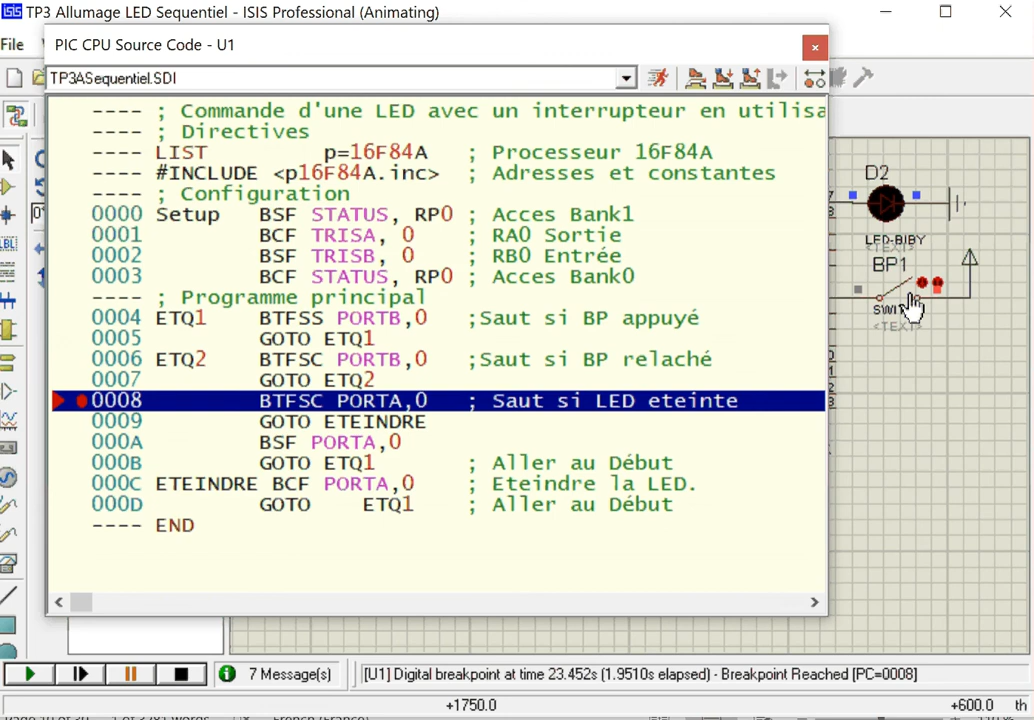 TP3 Allumage LED Sequentiel - ISIS Professional (Animating)
File
PIC CPU Source Code - U1
TP3ASequentiel.SDI
---- ; Commande d'une LED avec un interrupteur en utilisa
---- ; Directives
---- LIST p=16F84A ; Processeur 16F84A
---- #INCLUDE <p16F84A.inc> ; Adresses et constantes
---- ; Configuration
0000 Setup BSF STATUS, RP0 ; Acces Bank1
0001 BCF TRISA, 0 ; RA0 Sortie
0002 BSF TRISB, 0 ; RB0 Entrée
0003 BCF STATUS, RP0 ; Acces Bank0
---- ; Programme principal
0004 ETQ1 BTFSS PORTB,0 ;Saut si BP appuyé
0005 GOTO ETQ1
0006 ETQ2 BTFSC PORTB,0 ;Saut si BP relaché
0007 GOTO ETQ2
0008 BTFSC PORTA,0 ; Saut si LED eteinte
0009 GOTO ETEINDRE
000A BSF PORTA,0
000B GOTO ETQ1 ; Aller au Début
000C ETEINDRE BCF PORTA,0 ; Eteindre la LED.
000D GOTO ETQ1 ; Aller au Début
---- END
D2
LED-BIBY
<TEXT>
BP1
<TEXT>
LBL
7 Message(s)
[U1] Digital breakpoint at time 23.452s (1.9510s elapsed) - Breakpoint Reached [PC=0008]
+1750.0 +600.0 th